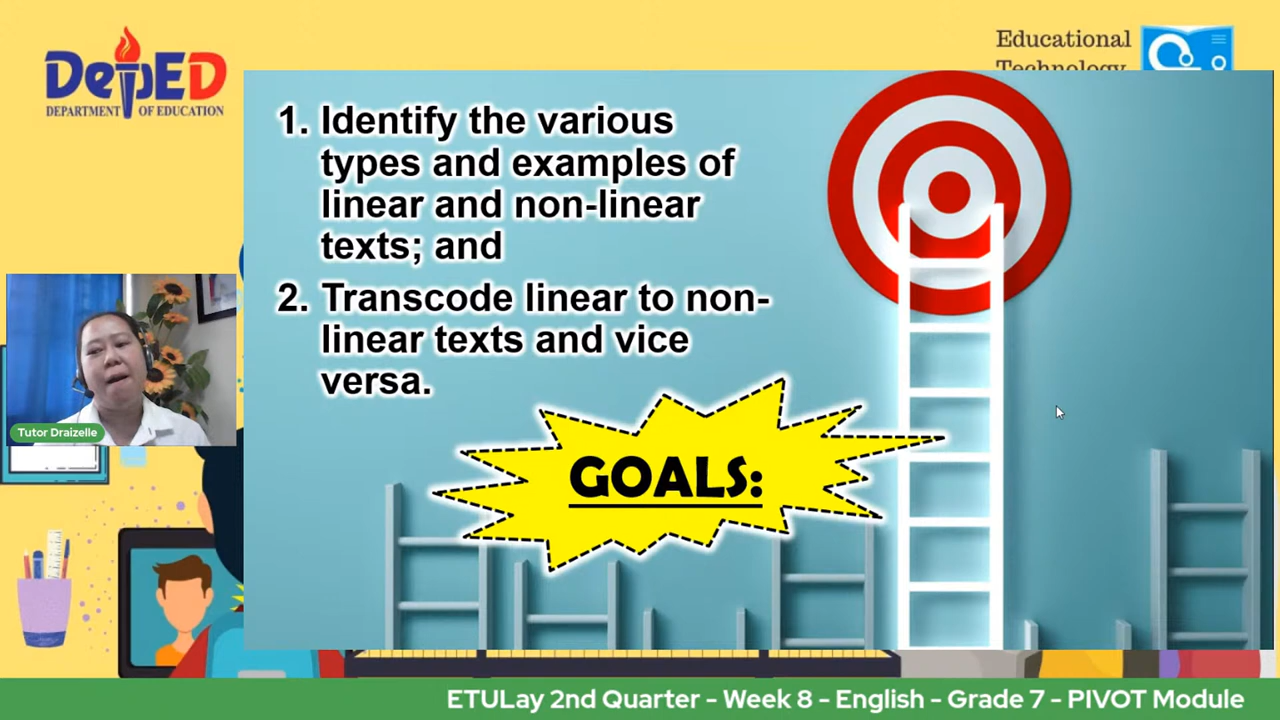 DepED
DEPARTMENT OF EDUCATION
Educational
Technology
1. Identify the various
types and examples of
linear and non-linear
texts; and
2. Transcode linear to non-
linear texts and vice
versa.
GOALS:
Tutor Draizelle
ETULay 2nd Quarter - Week 8 - English - Grade 7 - PIVOT Module